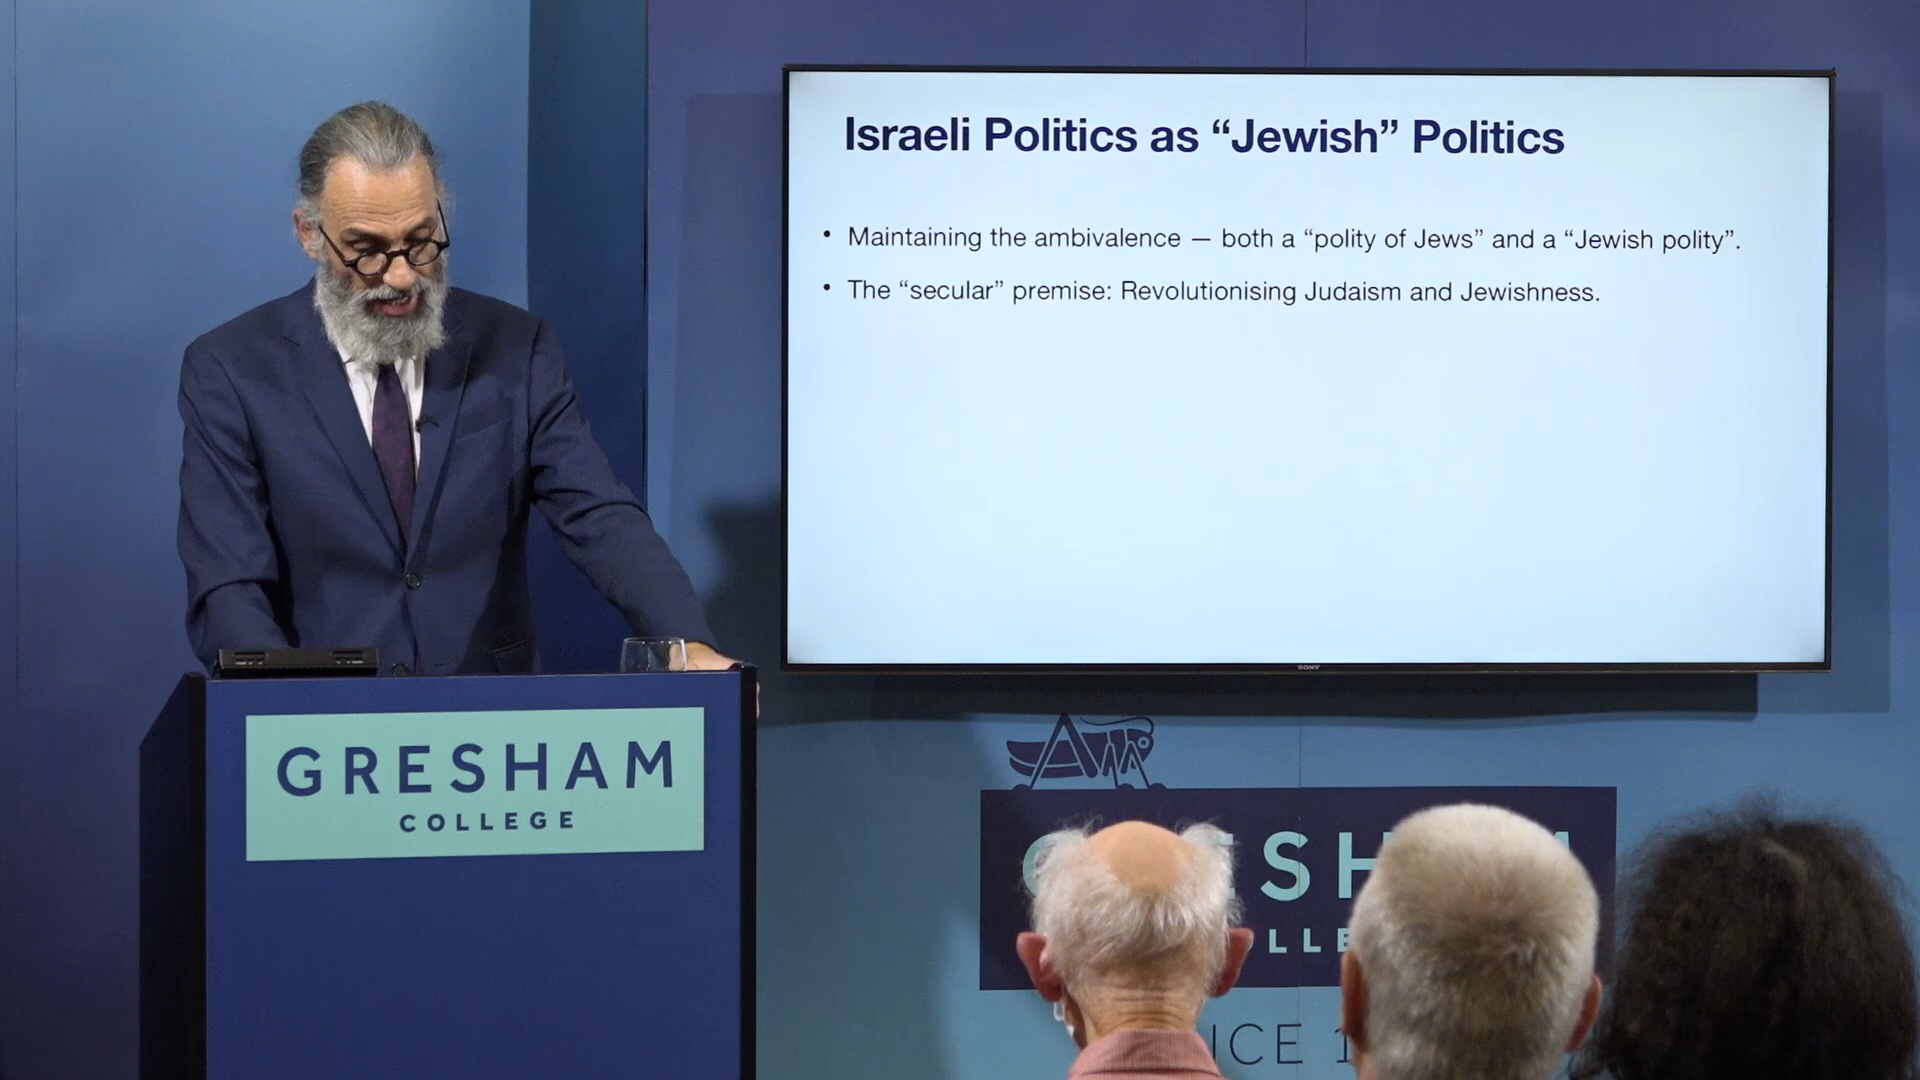 Israeli Politics as “Jewish” Politics
• Maintaining the ambivalence — both a “polity of Jews” and a “Jewish polity”.
• The “secular” premise: Revolutionising Judaism and Jewishness.
SONY
GRESHAM
COLLEGE